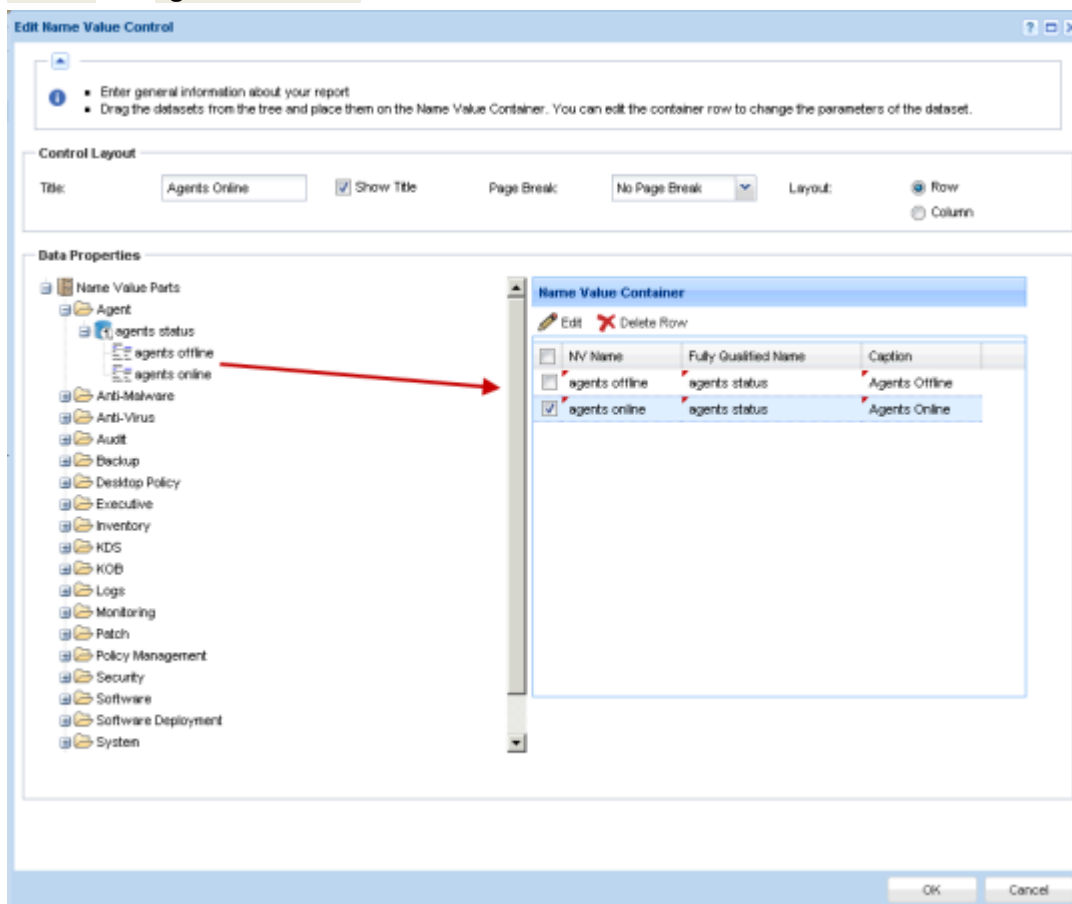 Edit Name Value Control
Enter general information about your report
Drag the datasets from the tree and place them on the Name Value Container. You can edit the container row to change the parameters of the dataset.
Control Layout
Title: Agents Online Show Title Page Break: No Page Break Layout: Row
Column
Data Properties
Name Value Parts
Agent
agents status
agents offline
agents online
Anti-Malware
Anti-Virus
Audit
Backup
Desktop Policy
Executive
Inventory
KDS
KOB
Logs
Monitoring
Patch
Policy Management
Security
Software
Software Deployment
System
Name Value Container
Edit Delete Row
NV Name Fully Qualified Name Caption
agents offline agents status Agents Offline
agents online agents status Agents Online
OK Cancel